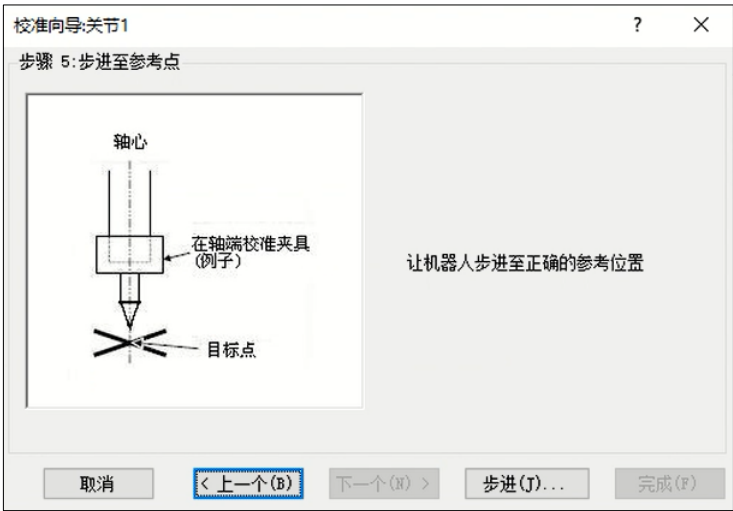 校准向导:关节1
?
步骤 5:步进至参考点
轴心
在轴端校准夹具
(例子)
目标点
让机器人步进至正确的参考位置
取消
< 上一个(B)
下一个(N) >
步进(J)...
完成(F)